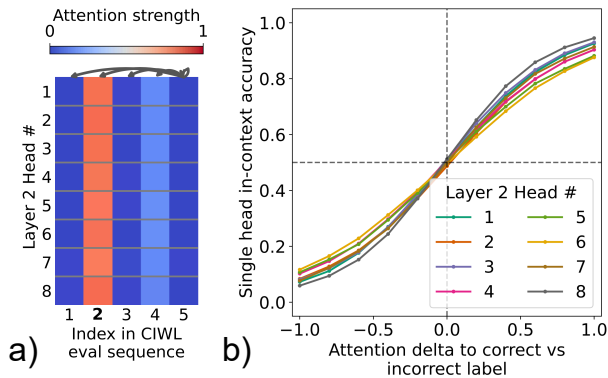 Attention strength
0 1
Layer 2 Head #
1
2
3
4
5
6
7
8
1 2 3 4 5
Index in CIWL
eval sequence
a)
Single head in-context accuracy
1.0
0.8
0.6
0.4
0.2
0.0
Layer 2 Head #
1 5
2 6
3 7
4 8
−1.0 −0.5 0.0 0.5 1.0
Attention delta to correct vs
incorrect label
b)